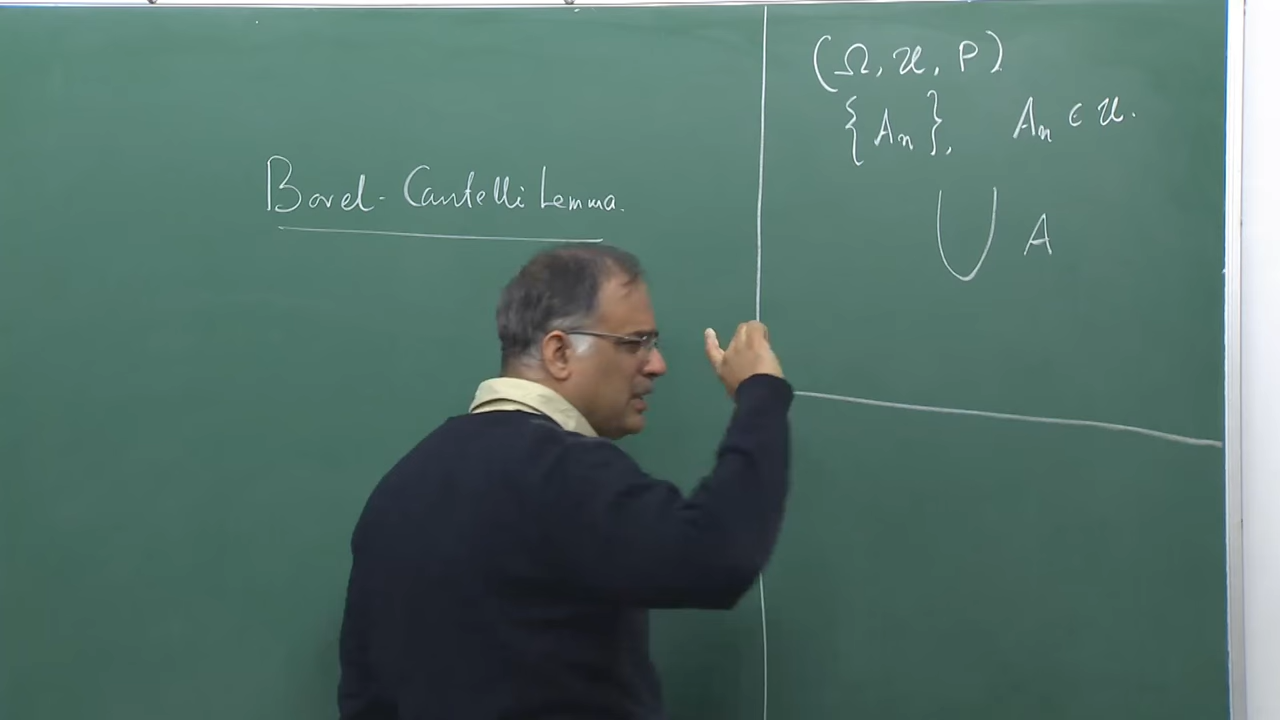 Borel-Cantelli Lemma.
(Ω, 𝒰, P)
{Aₙ}, Aₙ ∈ 𝒰.
⋃ A